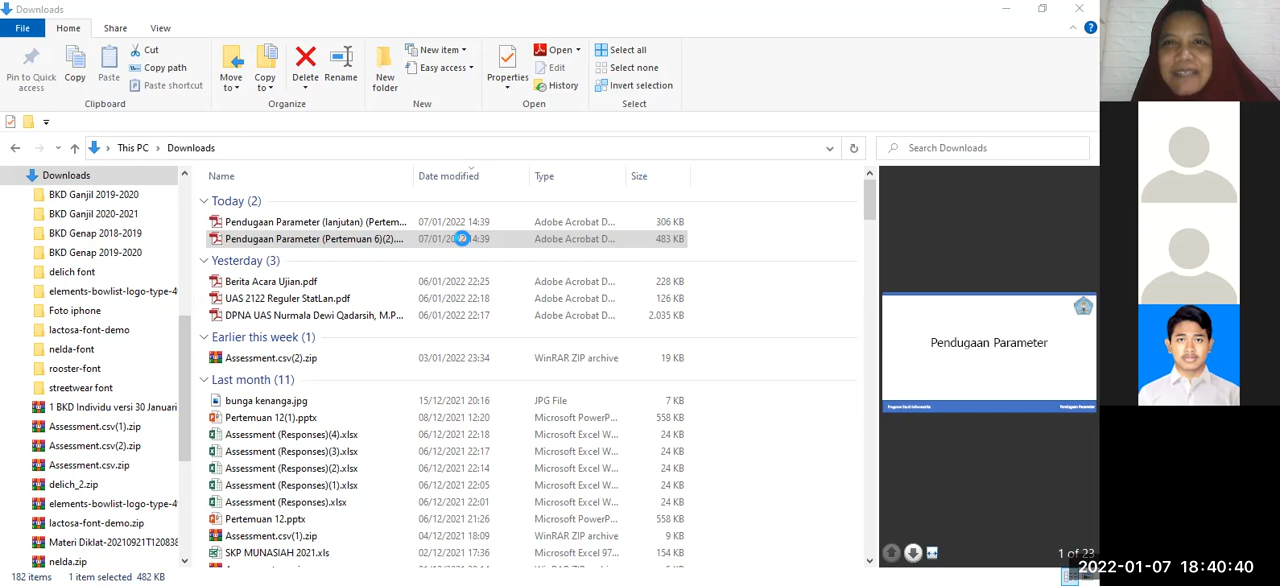 Downloads
File
Home
Share
View
Pin to Quick access
Copy
Paste
Cut
Copy path
Paste shortcut
Clipboard
Move to
Copy to
Delete
Rename
Organize
New folder
New item
Easy access
New
Properties
Open
Edit
History
Open
Select all
Select none
Invert selection
Select
This PC > Downloads
Search Downloads
Downloads
BKD Ganjil 2019-2020
BKD Ganjil 2020-2021
BKD Genap 2018-2019
BKD Genap 2019-2020
delich font
elements-bowlist-logo-type-4
Foto iphone
lactosa-font-demo
nelda-font
rooster-font
streetwear font
1 BKD Individu versi 30 Januari
Assessment.csv(1).zip
Assessment.csv(2).zip
Assessment.csv.zip
delich_2.zip
elements-bowlist-logo-type-4
lactosa-font-demo.zip
Materi Diklat-20210921T120838
nelda.zip
Name Date modified Type Size
Today (2)
Pendugaan Parameter (lanjutan) (Pertem... 07/01/2022 14:39 Adobe Acrobat D... 306 KB
Pendugaan Parameter (Pertemuan 6)(2).... 07/01/ 4:39 Adobe Acrobat D... 483 KB
Yesterday (3)
Berita Acara Ujian.pdf 06/01/2022 22:25 Adobe Acrobat D... 228 KB
UAS 2122 Reguler StatLan.pdf 06/01/2022 22:18 Adobe Acrobat D... 126 KB
DPNA UAS Nurmala Dewi Qadarsih, M.P... 06/01/2022 22:17 Adobe Acrobat D... 2.035 KB
Earlier this week (1)
Assessment.csv(2).zip 03/01/2022 23:34 WinRAR ZIP archive 19 KB
Last month (11)
bunga kenanga.jpg 15/12/2021 20:16 JPG File 7 KB
Pertemuan 12(1).pptx 08/12/2021 12:20 Microsoft PowerP... 558 KB
Assessment (Responses)(4).xlsx 06/12/2021 22:18 Microsoft Excel W... 24 KB
Assessment (Responses)(3).xlsx 06/12/2021 22:17 Microsoft Excel W... 24 KB
Assessment (Responses)(2).xlsx 06/12/2021 22:14 Microsoft Excel W... 24 KB
Assessment (Responses)(1).xlsx 06/12/2021 22:05 Microsoft Excel W... 24 KB
Assessment (Responses).xlsx 06/12/2021 22:01 Microsoft Excel W... 24 KB
Pertemuan 12.pptx 06/12/2021 21:26 Microsoft PowerP... 558 KB
Assessment.csv(1).zip 04/12/2021 18:09 WinRAR ZIP archive 9 KB
SKP MUNASIAH 2021.xls 02/12/2021 17:36 Microsoft Excel 97... 154 KB
Pendugaan Parameter
Program Studi Informatika Pendugaan Parameter
1 of 23
2022-01-07 18:40:40
182 items 1 item selected 482 KB